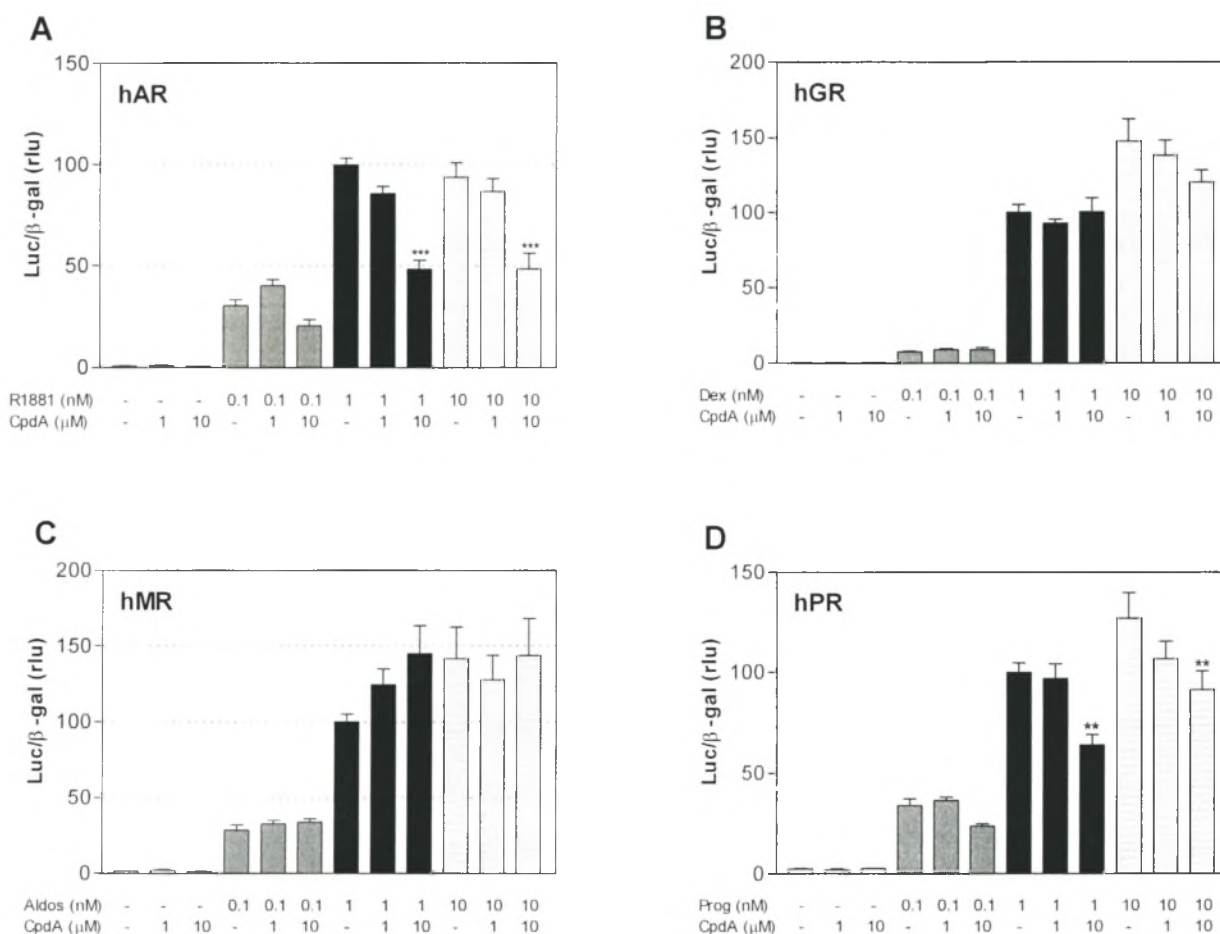 A
150
100
50
0
Luc/β-gal (rlu)
hAR
***
***
R1881 (nM) - - - 0.1 0.1 0.1 1 1 1 10 10 10
CpdA (μM) - 1 10 - 1 10 - 1 10 - 1 10
B
200
150
100
50
0
Luc/β-gal (rlu)
hGR
Dex (nM) - - - 0.1 0.1 0.1 1 1 1 10 10 10
CpdA (μM) - 1 10 - 1 10 - 1 10 - 1 10
C
200
150
100
50
0
Luc/β-gal (rlu)
hMR
Aldos (nM) - - - 0.1 0.1 0.1 1 1 1 10 10 10
CpdA (μM) - 1 10 - 1 10 - 1 10 - 1 10
D
150
100
50
0
Luc/β-gal (rlu)
hPR
**
**
Prog (nM) - - - 0.1 0.1 0.1 1 1 1 10 10 10
CpdA (μM) - 1 10 - 1 10 - 1 10 - 1 10